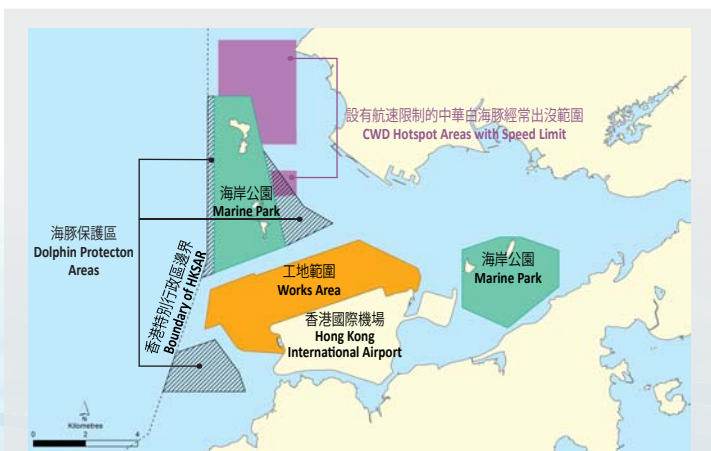 設有航速限制的中華白海豚經常出沒範圍
CWD Hotspot Areas with Speed Limit
海岸公園
Marine Park
海豚保護區
Dolphin Protecton
Areas
香港特別行政區邊界
Boundary of HKSAR
工地範圍
Works Area
海岸公園
Marine Park
香港國際機場
Hong Kong
International Airport
N
Kilometres
0 2 4